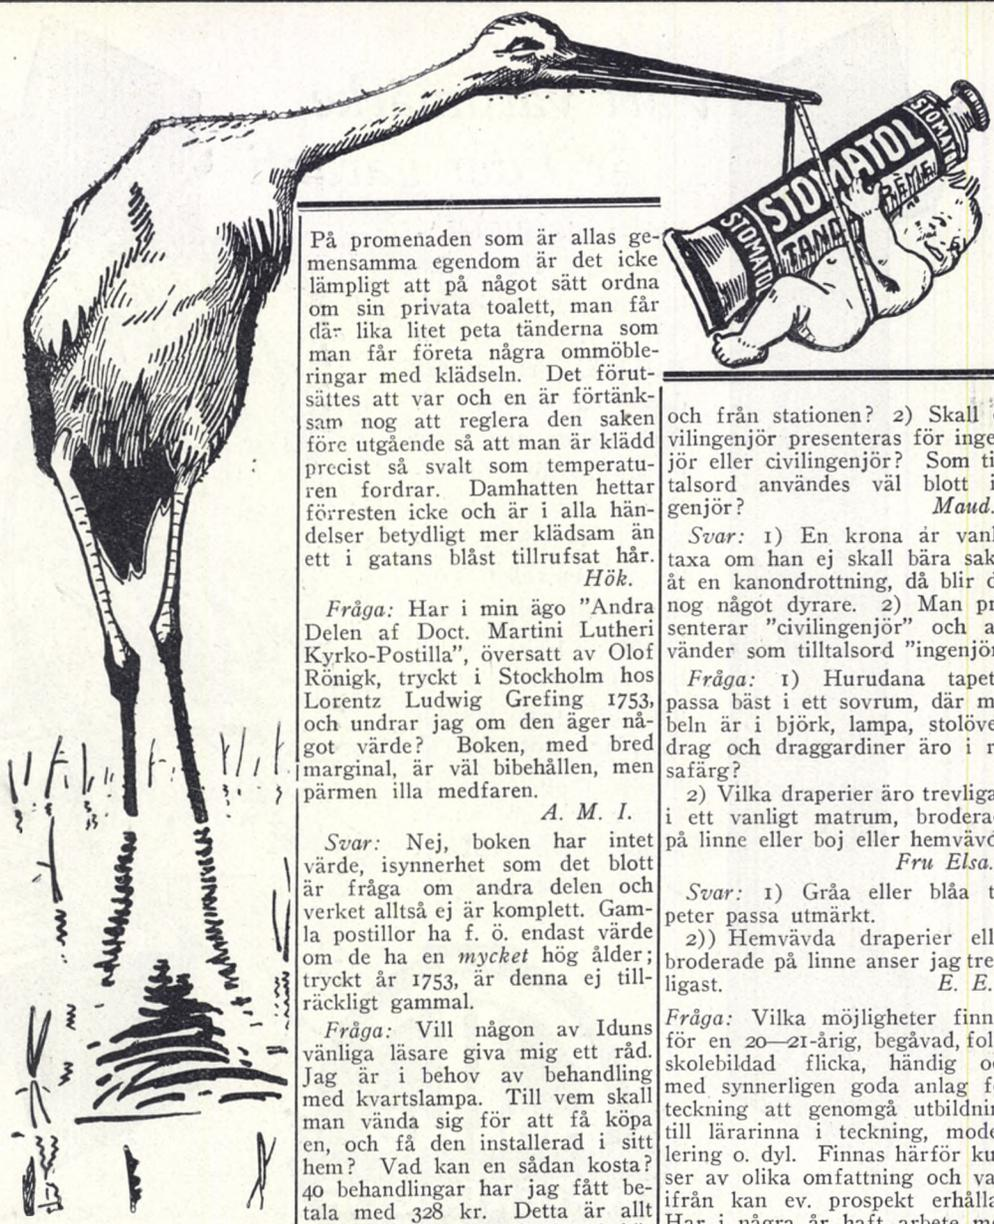 På promenaden som är allas ge-
mensamma egendom är det icke
lämpligt att på något sätt ordna
om sin privata toalett, man får
där lika litet peta tänderna som
man får företa några ommöble-
ringar med klädseln. Det förut-
sättes att var och en är förtänk-
sam nog att reglera den saken
före utgående så att man är klädd
precist så svalt som temperatu-
ren fordrar. Damhatten hettar
förresten icke och är i alla hän-
delser betydligt mer klädsam än
ett i gatans blåst tillrufsat hår.
Hök.
Fråga: Har i min ägo "Andra
Delen af Doct. Martini Lutheri
Kyrko-Postilla", översatt av Olof
Rönigk, tryckt i Stockholm hos
Lorentz Ludwig Grefing 1753,
och undrar jag om den äger nå-
got värde? Boken, med bred
marginal, är väl bibehållen, men
pärmen illa medfaren.
A. M. I.
Svar: Nej, boken har intet
värde, isynnerhet som det blott
är fråga om andra delen och
verket alltså ej är komplett. Gam-
la postillor ha f. ö. endast värde
om de ha en mycket hög ålder;
tryckt år 1753, är denna ej till-
räckligt gammal.
Fråga: Vill någon av Iduns
vänliga läsare giva mig ett råd.
Jag är i behov av behandling
med kvartslampa. Till vem skall
man vända sig för att få köpa
en, och få den installerad i sitt
hem? Vad kan en sådan kosta?
40 behandlingar har jag fått be-
tala med 328 kr. Detta är allt
STOMATOL
STOMATOL
TAND CRÊME
STOMATOL
och från stationen? 2) Skall
vilingenjör presenteras för inge
jör eller civilingenjör? Som ti
talsord användes väl blott i
genjör? Maud.
Svar: 1) En krona är vanl
taxa om han ej skall bära sak
åt en kanondrottning, då blir d
nog något dyrare. 2) Man pr
senterar "civilingenjör" och a
vänder som tilltalsord "ingenjör
Fråga: 1) Hurudana tapet
passa bäst i ett sovrum, där m
beln är i björk, lampa, stolöve
drag och draggardiner äro i r
safärg?
2) Vilka draperier äro trevliga
i ett vanligt matrum, brodera
på linne eller boj eller hemvävd
Fru Elsa.
Svar: 1) Gråa eller blåa t
peter passa utmärkt.
2)) Hemvävda draperier ell
broderade på linne anser jag tre
ligast. E. E.
Fråga: Vilka möjligheter finn
för en 20—21-årig, begåvad, fol
skolebildad flicka, händig o
med synnerligen goda anlag f
teckning att genomgå utbildnin
till lärarinna i teckning, mode
lering o. dyl. Finnas härför ku
ser av olika omfattning och va
ifrån kan ev. prospekt erhålla
Har i några år haft arbete